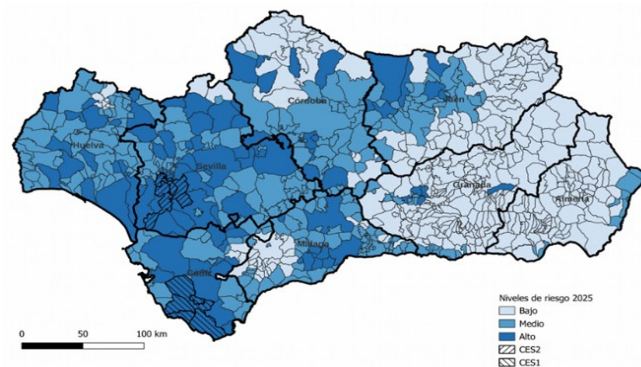 Córdoba
Jaén
Huelva
Sevilla
Granada
Almería
Málaga
Cádiz
Niveles de riesgo 2025
Bajo
Medio
Alto
CES2
CES1
0 50 100 km